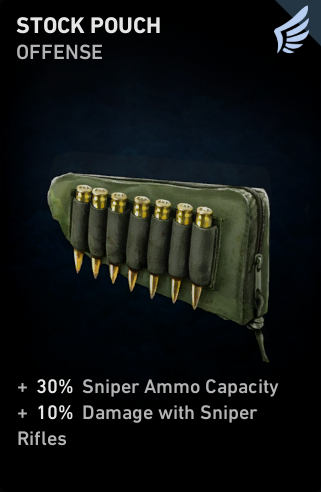 STOCK POUCH
OFFENSE
+ 30% Sniper Ammo Capacity
+ 10% Damage with Sniper
Rifles